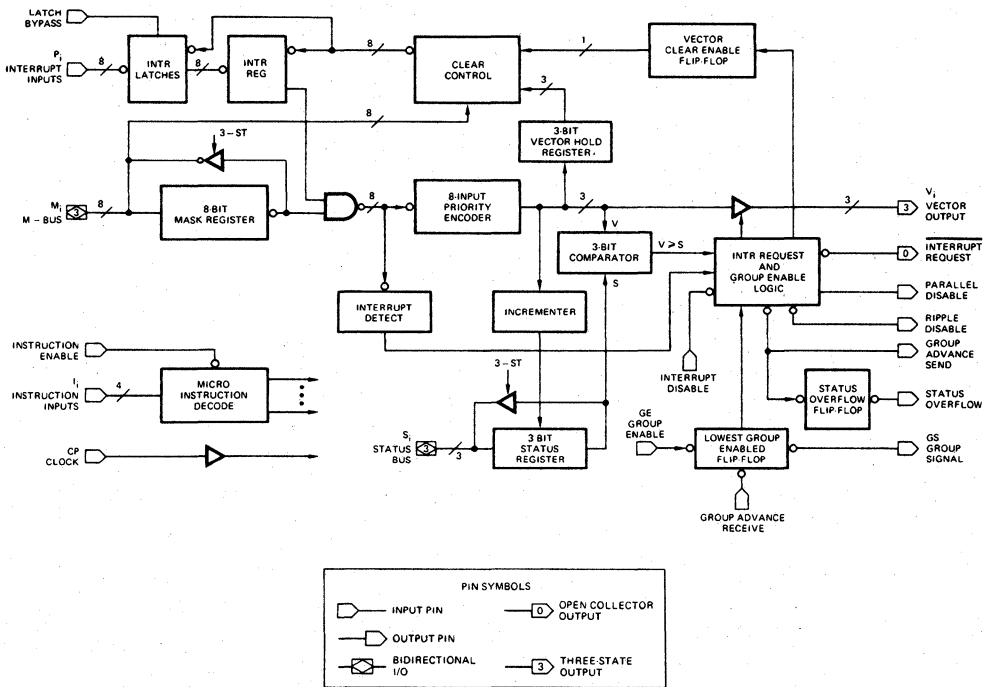 LATCH
BYPASS
Pi
INTERRUPT
INPUTS
8
INTR
LATCHES
8
INTR
REG
8
CLEAR
CONTROL
1
VECTOR
CLEAR ENABLE
FLIP-FLOP
3
8
3-BIT
VECTOR HOLD
REGISTER
3-ST
Mi
M-BUS
3
8
8-BIT
MASK REGISTER
8
8-INPUT
PRIORITY
ENCODER
3
V
3-BIT
COMPARATOR
V ≥ S
S
3
3
Vi
VECTOR
OUTPUT
INTR REQUEST
AND
GROUP ENABLE
LOGIC
0
INTERRUPT
REQUEST
PARALLEL
DISABLE
RIPPLE
DISABLE
GROUP
ADVANCE
SEND
INTERRUPT
DETECT
INCREMENTER
INTERRUPT
DISABLE
STATUS
OVERFLOW
FLIP-FLOP
STATUS
OVERFLOW
INSTRUCTION
ENABLE
Ii
INSTRUCTION
INPUTS
4
MICRO
INSTRUCTION
DECODE
3-ST
Si
STATUS
BUS
3
3
3 BIT
STATUS
REGISTER
GE
GROUP
ENABLE
LOWEST GROUP
ENABLED
FLIP-FLOP
GS
GROUP
SIGNAL
CP
CLOCK
GROUP ADVANCE
RECEIVE
PIN SYMBOLS
INPUT PIN
0
OPEN COLLECTOR
OUTPUT
OUTPUT PIN
BIDIRECTIONAL
I/O
3
THREE-STATE
OUTPUT